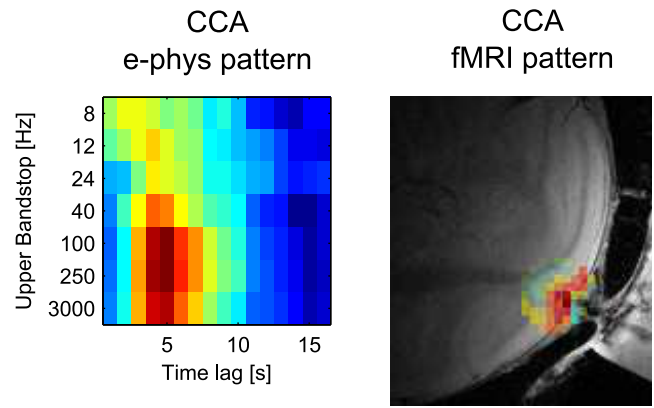 CCA
e-phys pattern
Upper Bandstop [Hz]
8
12
24
40
100
250
3000
5
10
15
Time lag [s]
CCA
fMRI pattern